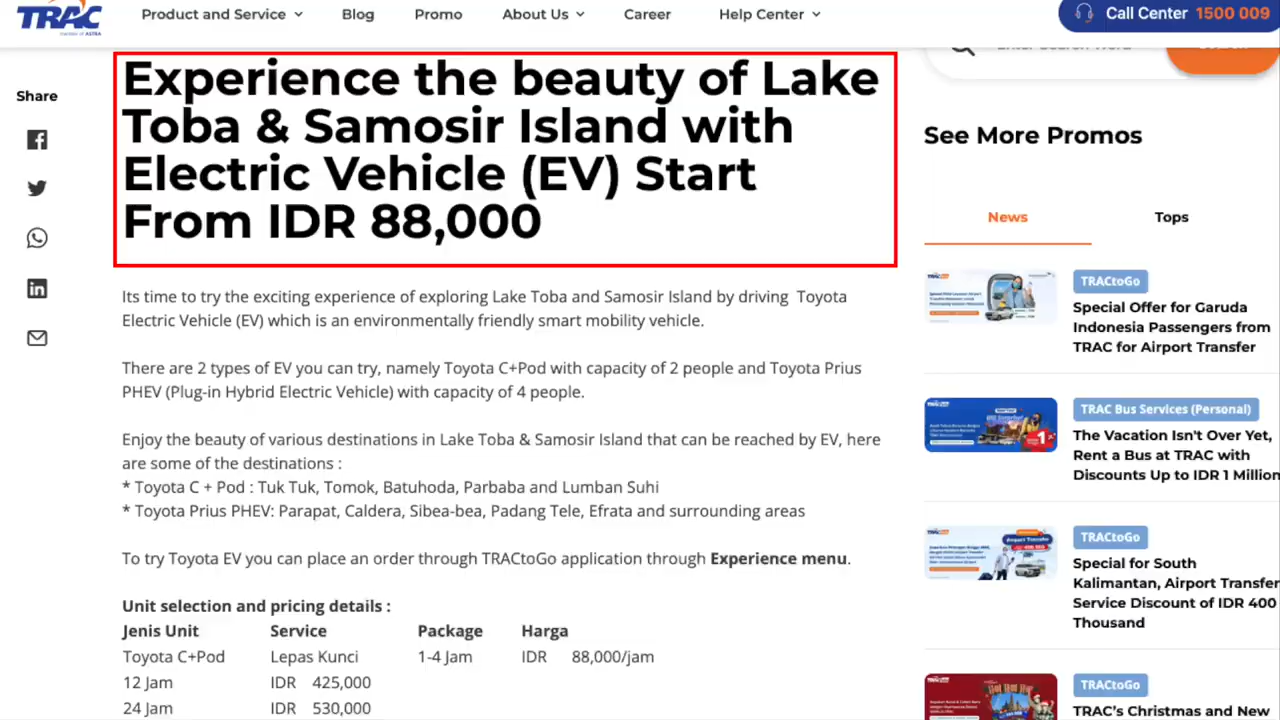 TRAC
member of ASTRA
Product and Service
Blog
Promo
About Us
Career
Help Center
Call Center 1500 009
Share
Experience the beauty of Lake
Toba & Samosir Island with
Electric Vehicle (EV) Start
From IDR 88,000
Its time to try an exciting experience of exploring Lake Toba and Samosir Island by driving Toyota
Electric Vehicle (EV) which is an environmentally friendly smart mobility vehicle.
There are 2 types of EV you can try, namely Toyota C+Pod with capacity of 2 people and Toyota Prius
PHEV (Plug-in Hybrid Electric Vehicle) with capacity of 4 people.
Enjoy the beauty of various destinations in Lake Toba & Samosir Island that can be reached by EV, here
are some of the destinations :
* Toyota C + Pod : Tuk Tuk, Tomok, Batuhoda, Parbaba and Lumban Suhi
* Toyota Prius PHEV: Parapat, Caldera, Sibea-bea, Padang Tele, Efrata and surrounding areas
To try Toyota EV, you can place an order through TRACtoGo application through Experience menu.
Unit selection and pricing details :
Jenis Unit Service Package Harga
Toyota C+Pod Lepas Kunci 1-4 Jam IDR 88,000/jam
12 Jam IDR 425,000
24 Jam IDR 530,000
See More Promos
News Tops
TRACtoGo
Special Offer for Garuda
Indonesia Passengers from
TRAC for Airport Transfer
TRAC Bus Services (Personal)
The Vacation Isn't Over Yet,
Rent a Bus at TRAC with
Discounts Up to IDR 1 Million
TRACtoGo
Special for South
Kalimantan, Airport Transfer
Service Discount of IDR 400
Thousand
TRACtoGo
TRAC's Christmas and New